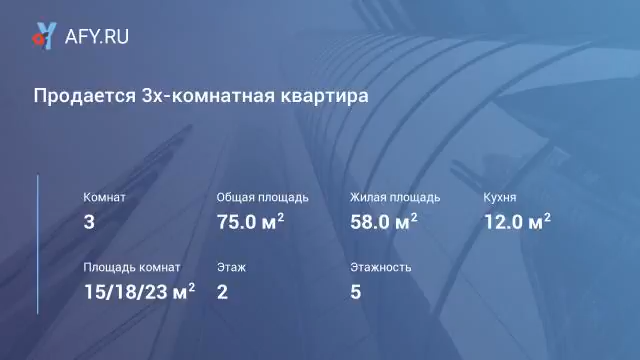 AFY.RU
Продается 3х-комнатная квартира
Комнат Общая площадь Жилая площадь Кухня
3 75.0 м² 58.0 м² 12.0 м²
Площадь комнат Этаж Этажность
15/18/23 м² 2 5